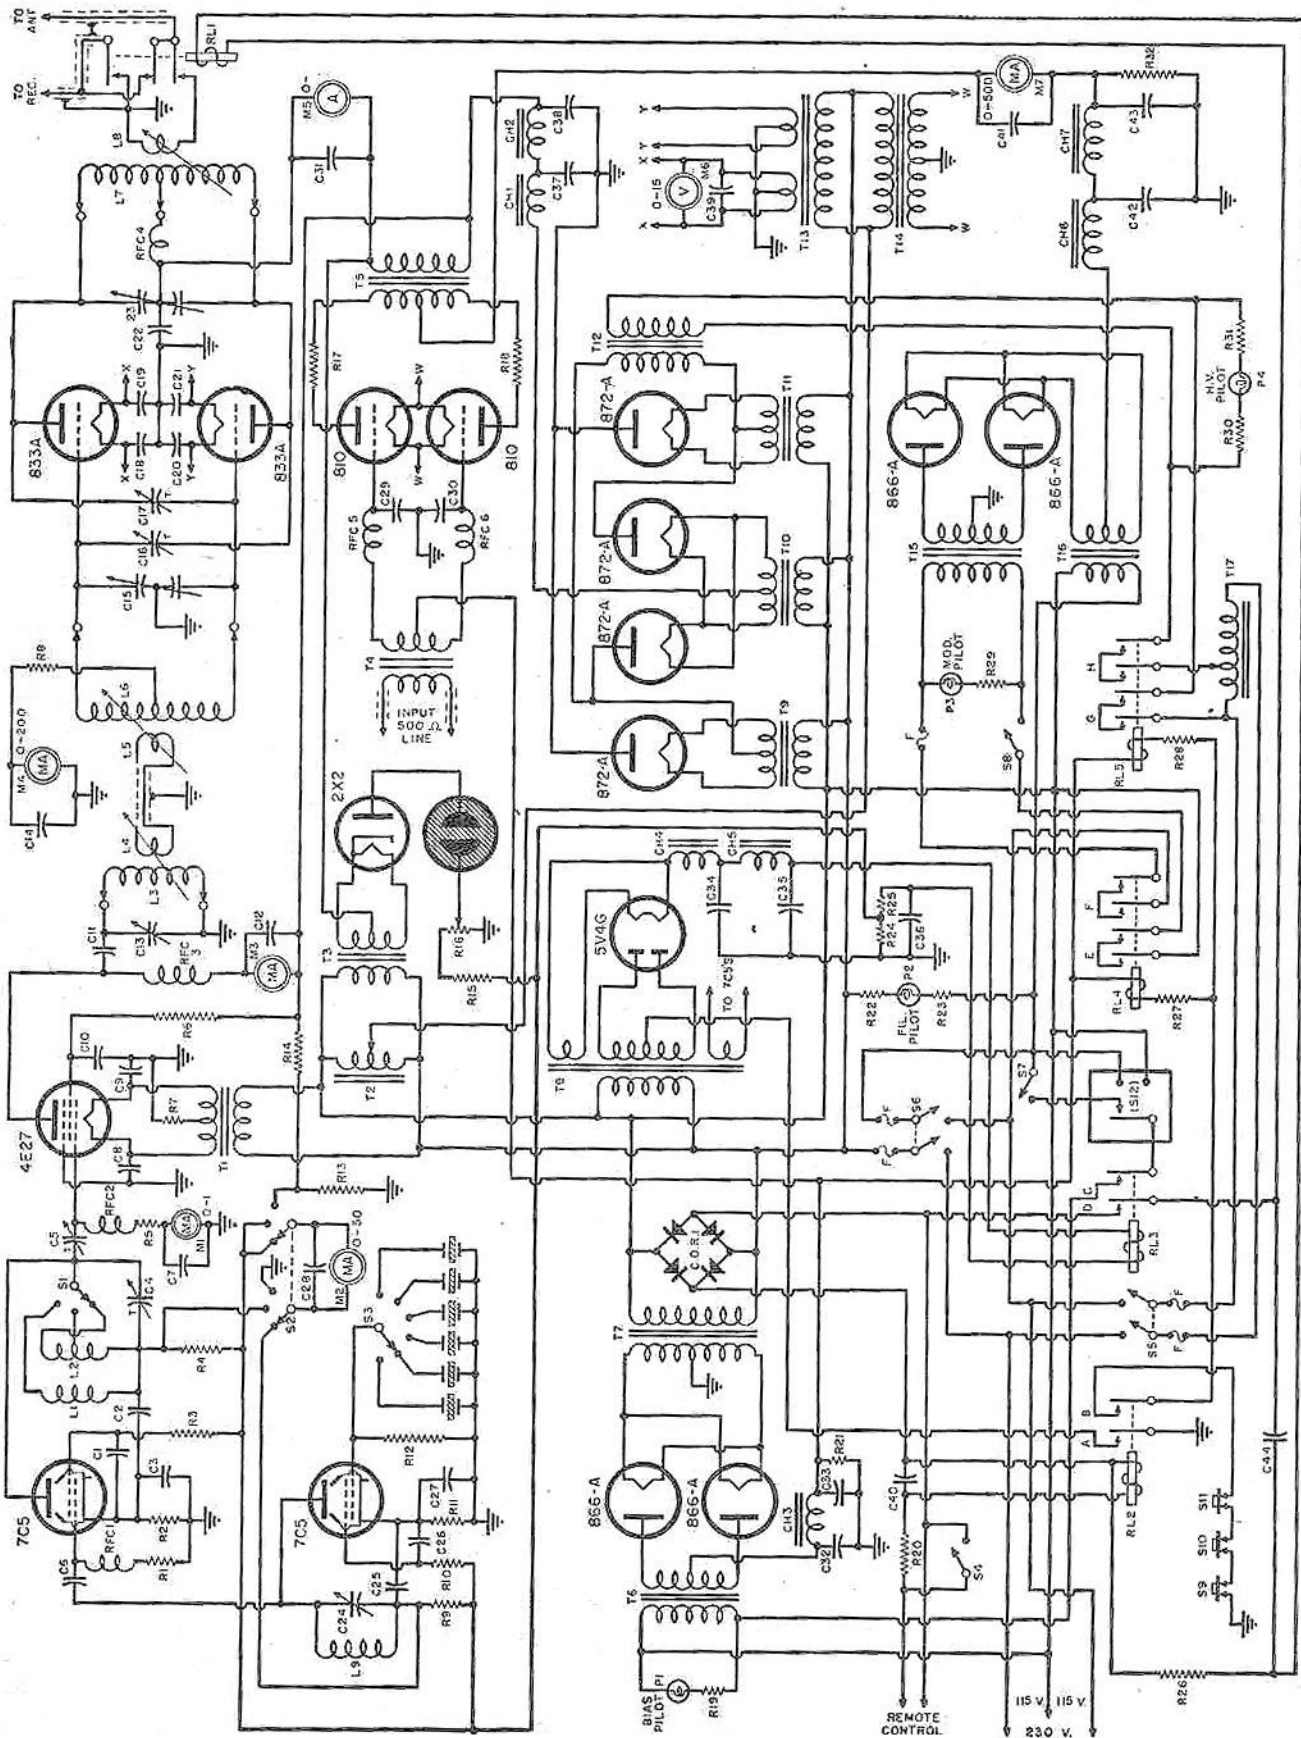 TO ANT
TO REC.
RL1
L8
L7
RFC4
23
C22
833A
X
C19
C21
Y
X
C18
C20
Y
833A
C17
T
C16
T
C15
R8
L6
MA 0-200
MA
L5
C14
L4
L3
C11
C13
RFC 3
M3
C12
MA
R6
R14
C10
C9
4E27
R7
C8
T1
RFC2
C5
T
R5
MA
0-1
M1
C7
S1
C4
T
L2
L1
C2
R4
R3
C1
C3
7C5
RFC1
R2
R1
C6
M5 0-
A
C31
T5
R17
R18
810
W
W
810
C29
C30
RFC5
RFC6
T4
INPUT
500 Ω
LINE
2X2
T3
R16
R15
T2
R13
0-50
C28
MA
M2
S2
S3
R12
7C5
C27
R11
C26
R10
C25
C24
R9
L9
CH2
C38
CH1
C37
Y
Y
X
0-15
V
M6
C39
X
T13
T14
W
W
T12
T11
872-A
872-A
T10
872-A
872-A
T9
CH4
CH5
C34
C35
5V4G
TO 7C5'S
T8
C.O.R.1
T7
866-A
866-A
CH3
C33
R21
C32
T6
BIAS
PILOT
P1
R19
0-500
MA
M7
C41
R32
C43
CH7
C42
CH6
R31
H.V.
PILOT
P4
R30
866-A
866-A
T15
T16
T17
P3
MOD.
PILOT
R29
F
S8
H
G
RL5
R28
R25
R24
C36
R22
P2
FIL.
PILOT
R23
F
E
RL4
R27
S7
F
S6
F
(S12)
C
D
RL3
F
S5
F
C40
R20
S4
B
A
RL2
C44
S11
S10
S9
R26
REMOTE
CONTROL
115 V.
115 V.
230 V.